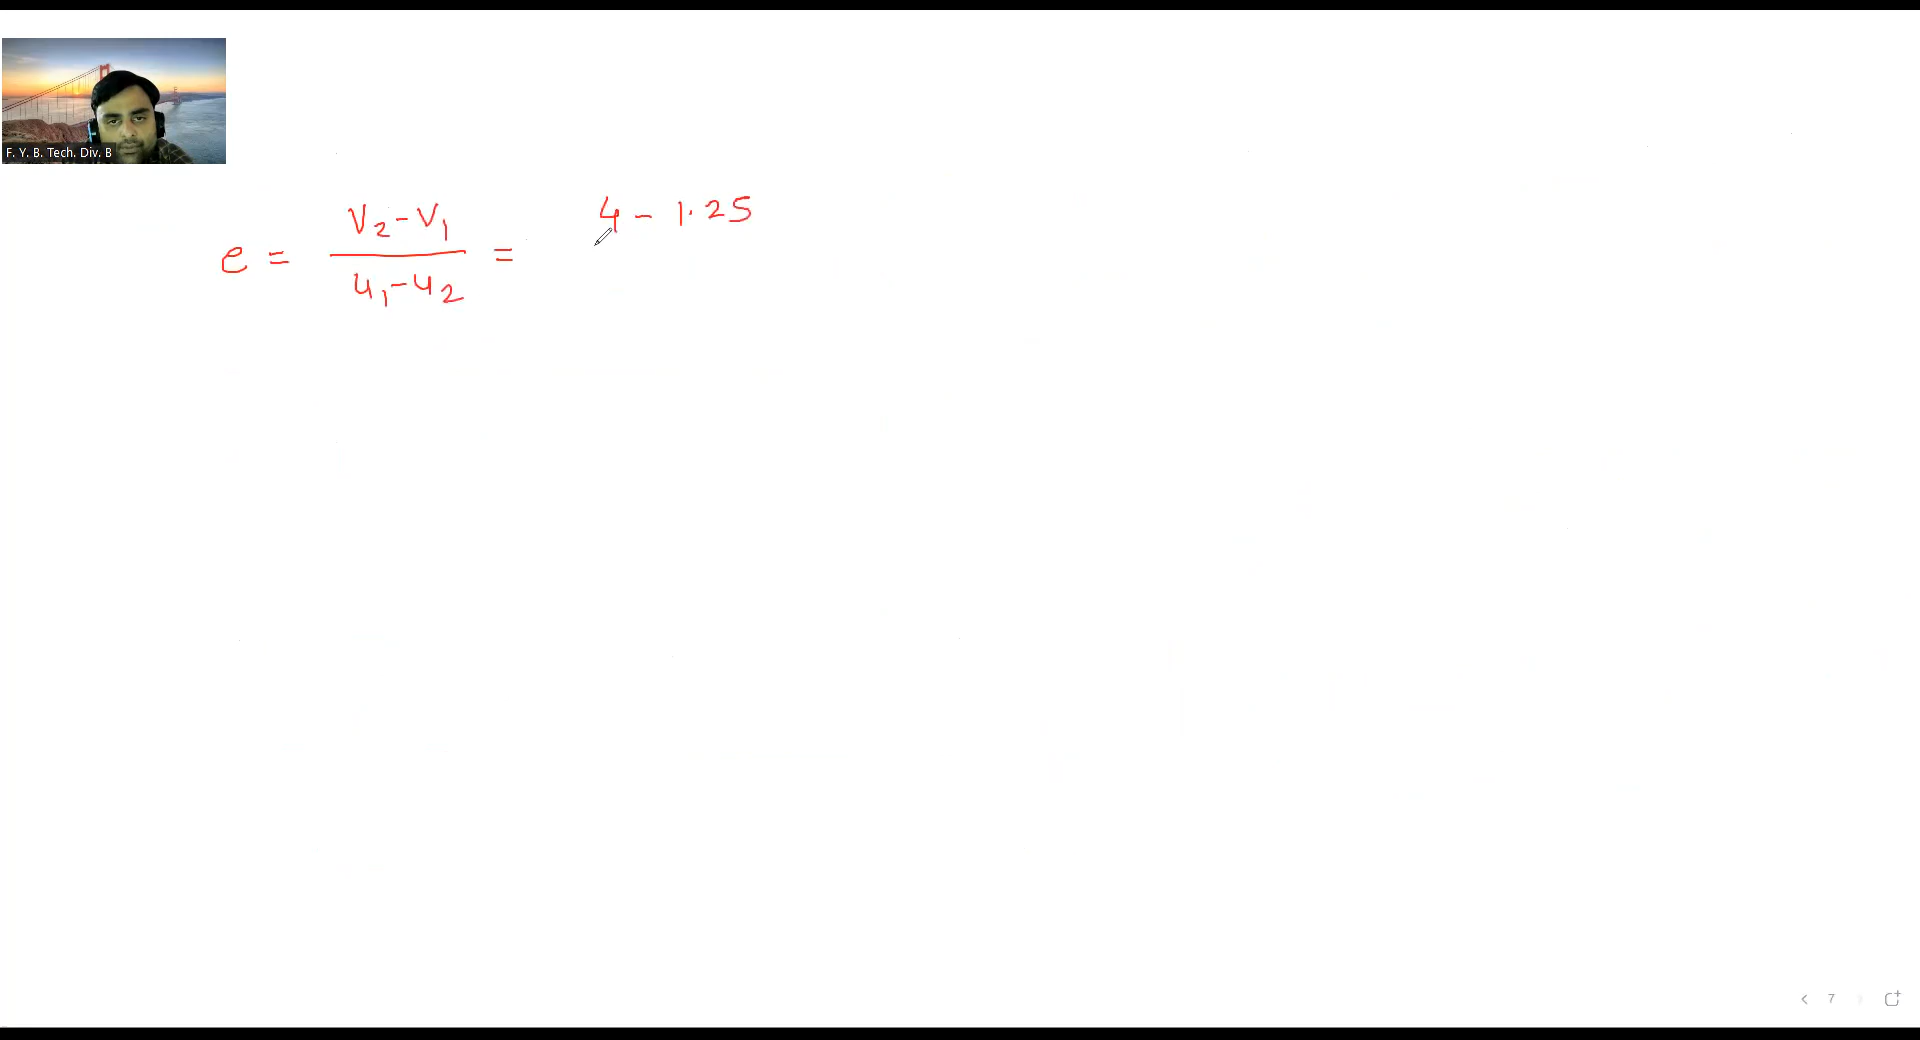 F. Y. B. Tech. Div. B
e = V₂-V₁ / u₁-u₂ = 4 - 1.25
7